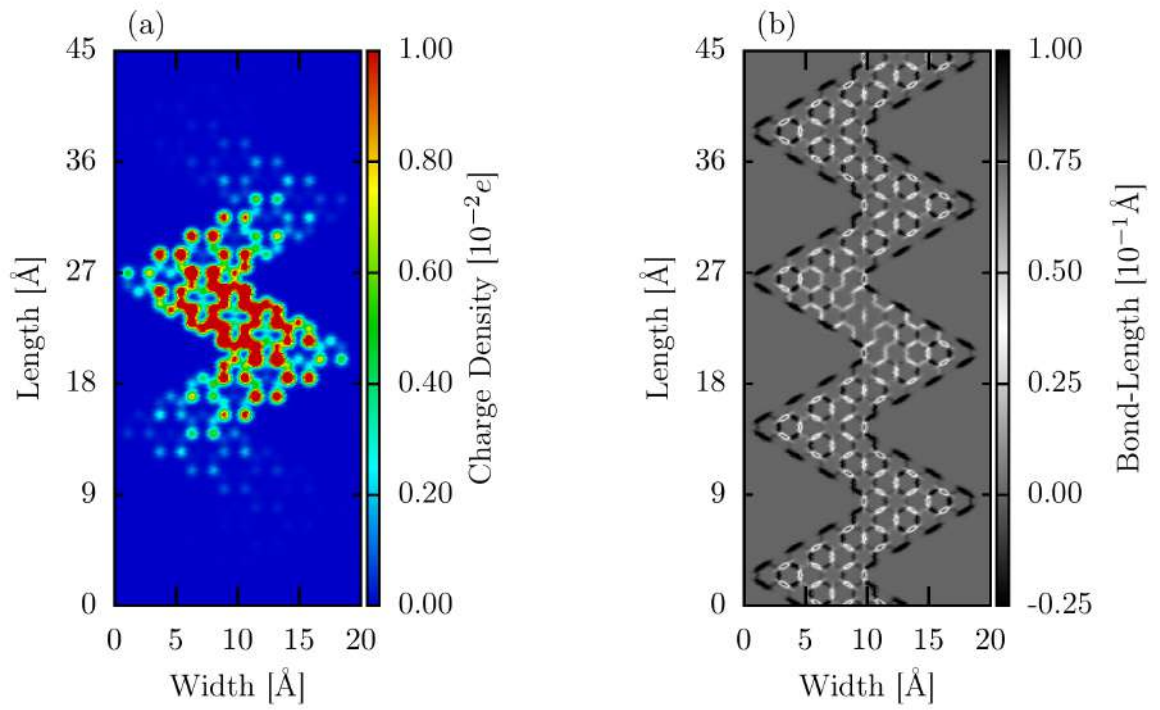 (a)
45
36
27
18
9
0
Length [Å]
0 5 10 15 20
Width [Å]
1.00
0.80
0.60
0.40
0.20
0.00
Charge Density [10⁻²e]
(b)
45
36
27
18
9
0
Length [Å]
0 5 10 15 20
Width [Å]
1.00
0.75
0.50
0.25
0.00
-0.25
Bond-Length [10⁻¹Å]